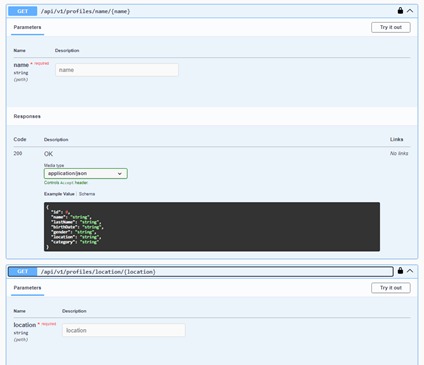 GET /api/v1/profiles/name/{name}
Parameters Try it out
Name Description
name * required name
string
(path)
Responses
Code Description Links
200 OK No links
Media type
application/json
Controls Accept header.
Example Value | Schema
{
"id": 0,
"name": "string",
"lastName": "string",
"birthDate": "string",
"gender": "string",
"location": "string",
"category": "string"
}
GET /api/v1/profiles/location/{location}
Parameters Try it out
Name Description
location * required location
string
(path)